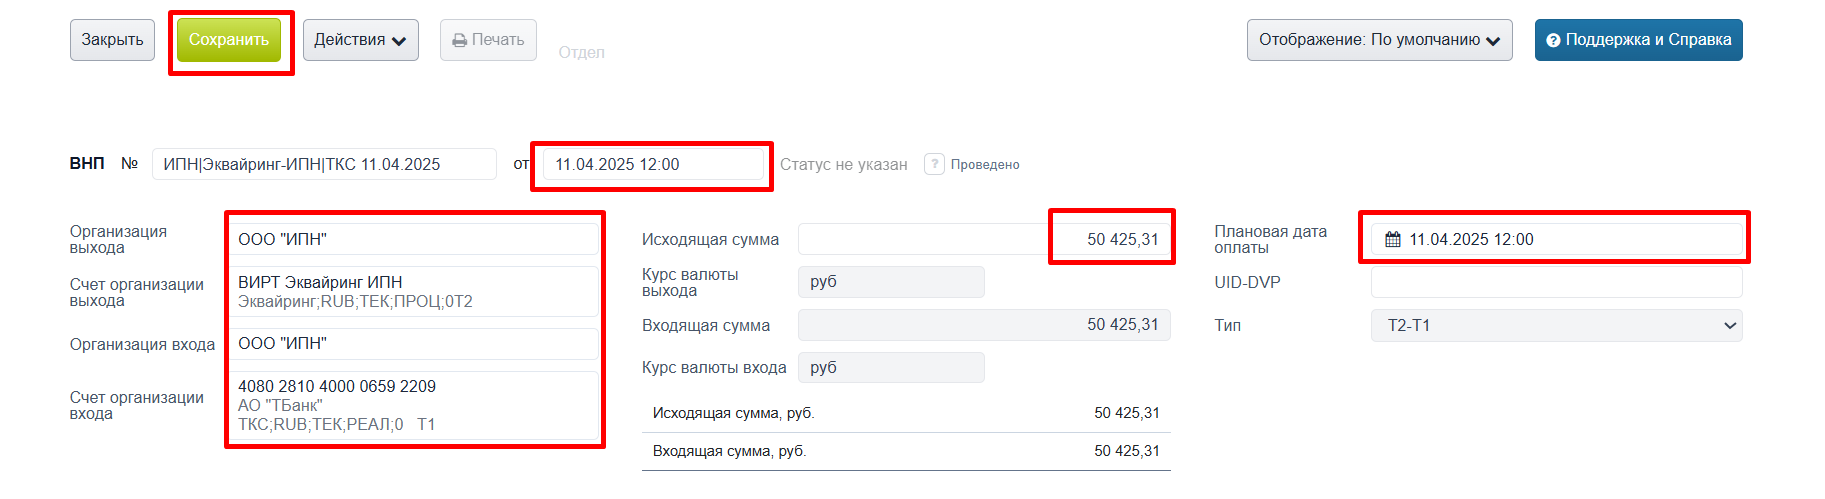 Закрыть
Сохранить
Действия
Печать
Отдел
Отображение: По умолчанию
? Поддержка и Справка
ВНП № ИПН|Эквайринг-ИПН|ТКС 11.04.2025 от 11.04.2025 12:00 Статус не указан ? Проведено
Организация
выхода
ООО "ИПН"
Счет организации
выхода
ВИРТ Эквайринг ИПН
Эквайринг;RUB;ТЕК;ПРОЦ;0Т2
Организация входа
ООО "ИПН"
Счет организации
входа
4080 2810 4000 0659 2209
АО "ТБанк"
ТКС;RUB;ТЕК;РЕАЛ;0 Т1
Исходящая сумма 50 425,31
Курс валюты
выхода
руб
Входящая сумма 50 425,31
Курс валюты входа руб
Исходящая сумма, руб. 50 425,31
Входящая сумма, руб. 50 425,31
Плановая дата
оплаты
11.04.2025 12:00
UID-DVP
Тип Т2-Т1